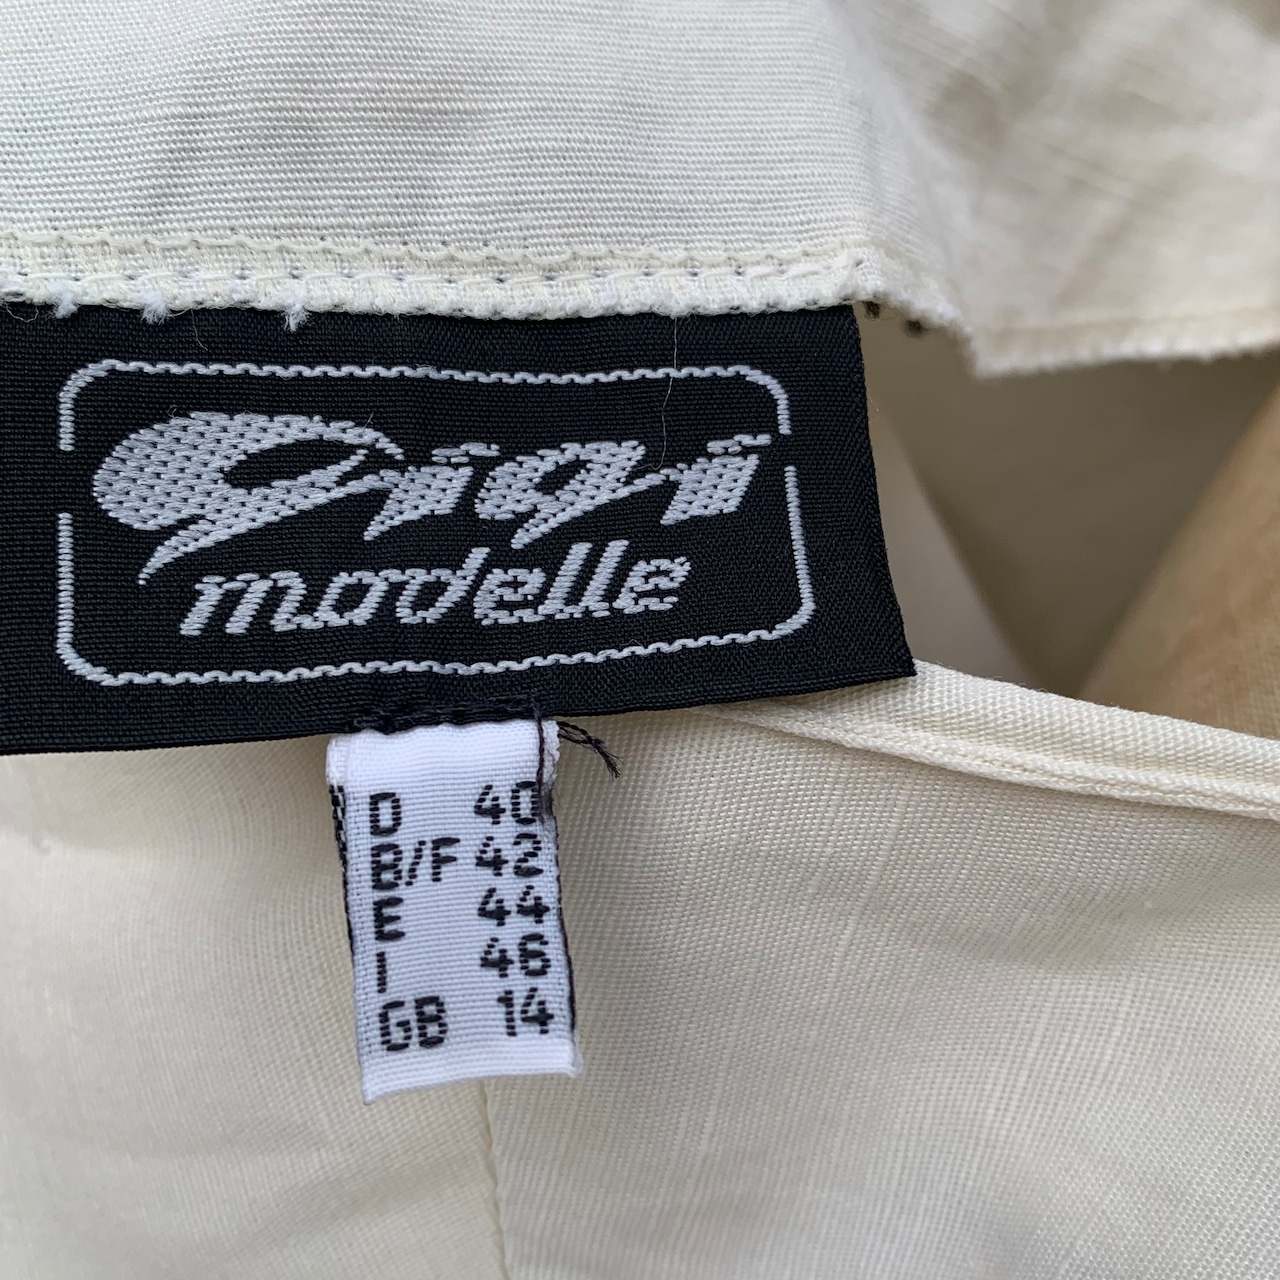 Gigi
modelle
D 40
B/F 42
E 44
I 46
GB 14